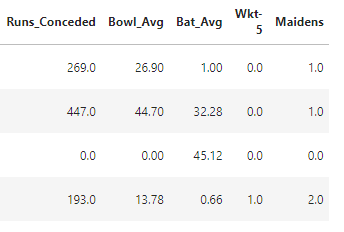 Runs_Conceded Bowl_Avg Bat_Avg Wkt-5 Maidens
269.0 26.90 1.00 0.0 1.0
447.0 44.70 32.28 0.0 1.0
0.0 0.00 45.12 0.0 0.0
193.0 13.78 0.66 1.0 2.0